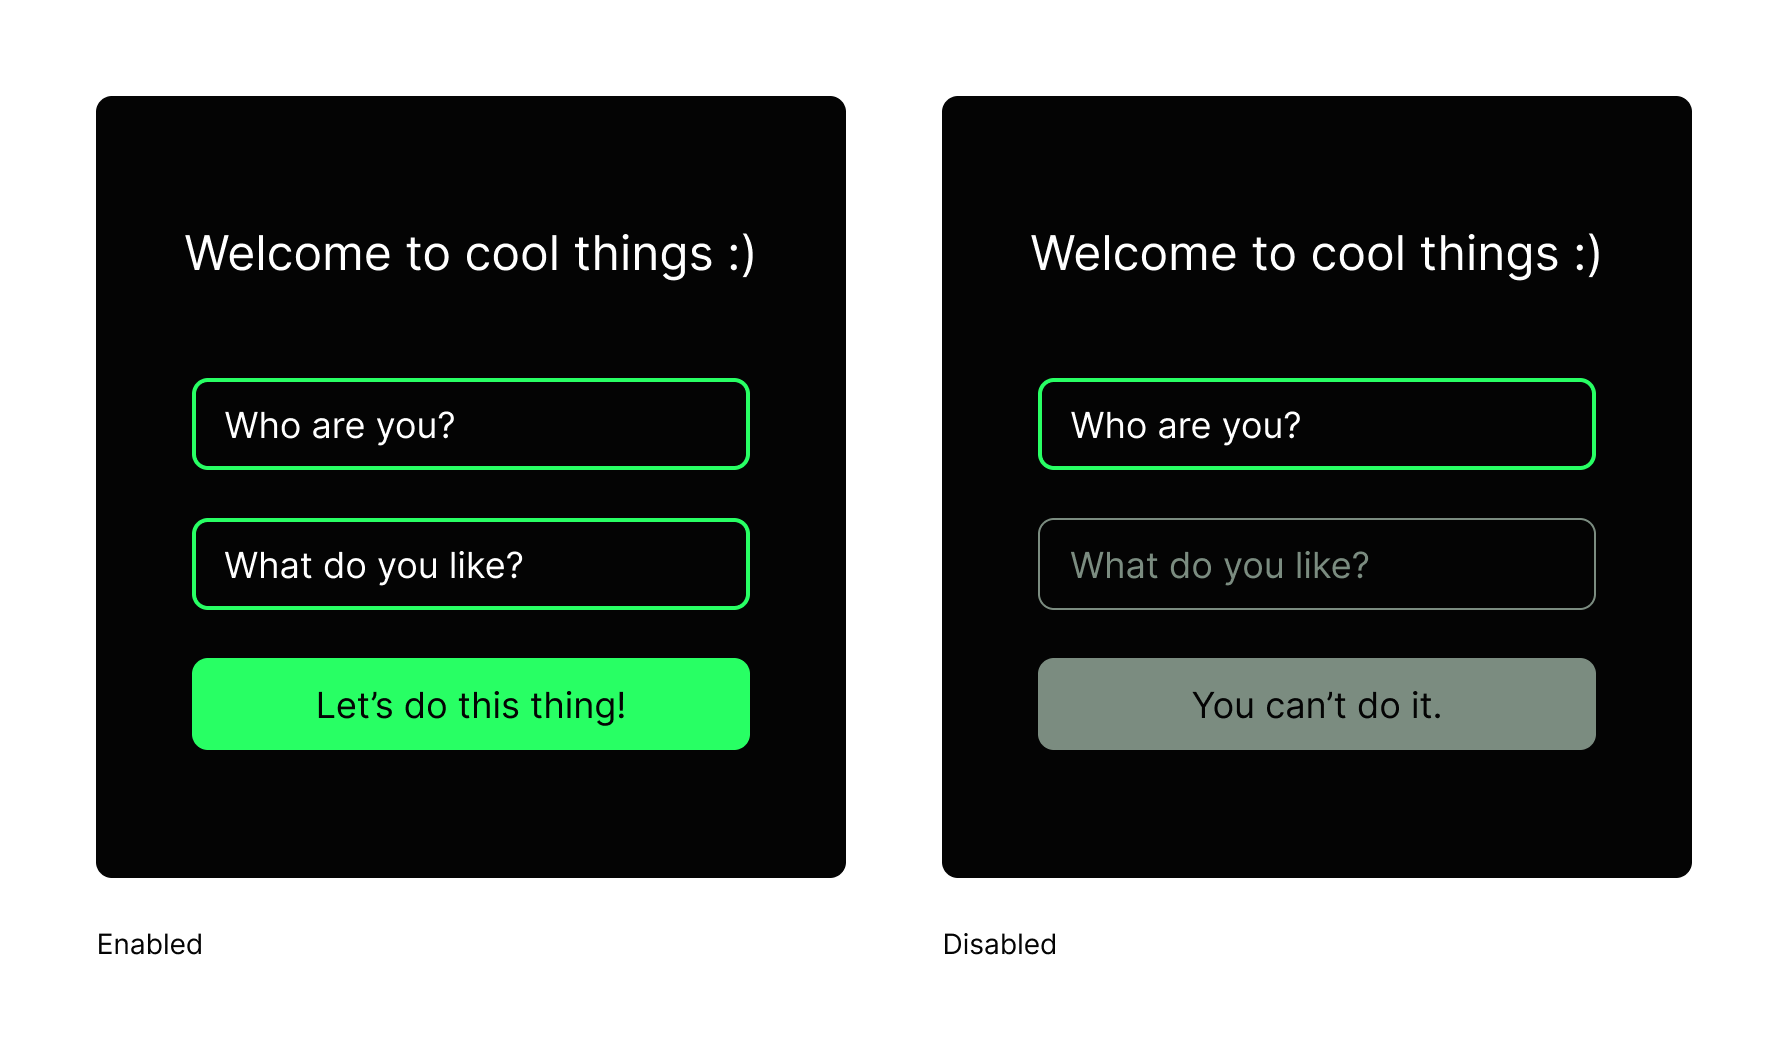 Welcome to cool things :)
Who are you?
What do you like?
Let’s do this thing!
Enabled
Welcome to cool things :)
Who are you?
What do you like?
You can’t do it.
Disabled